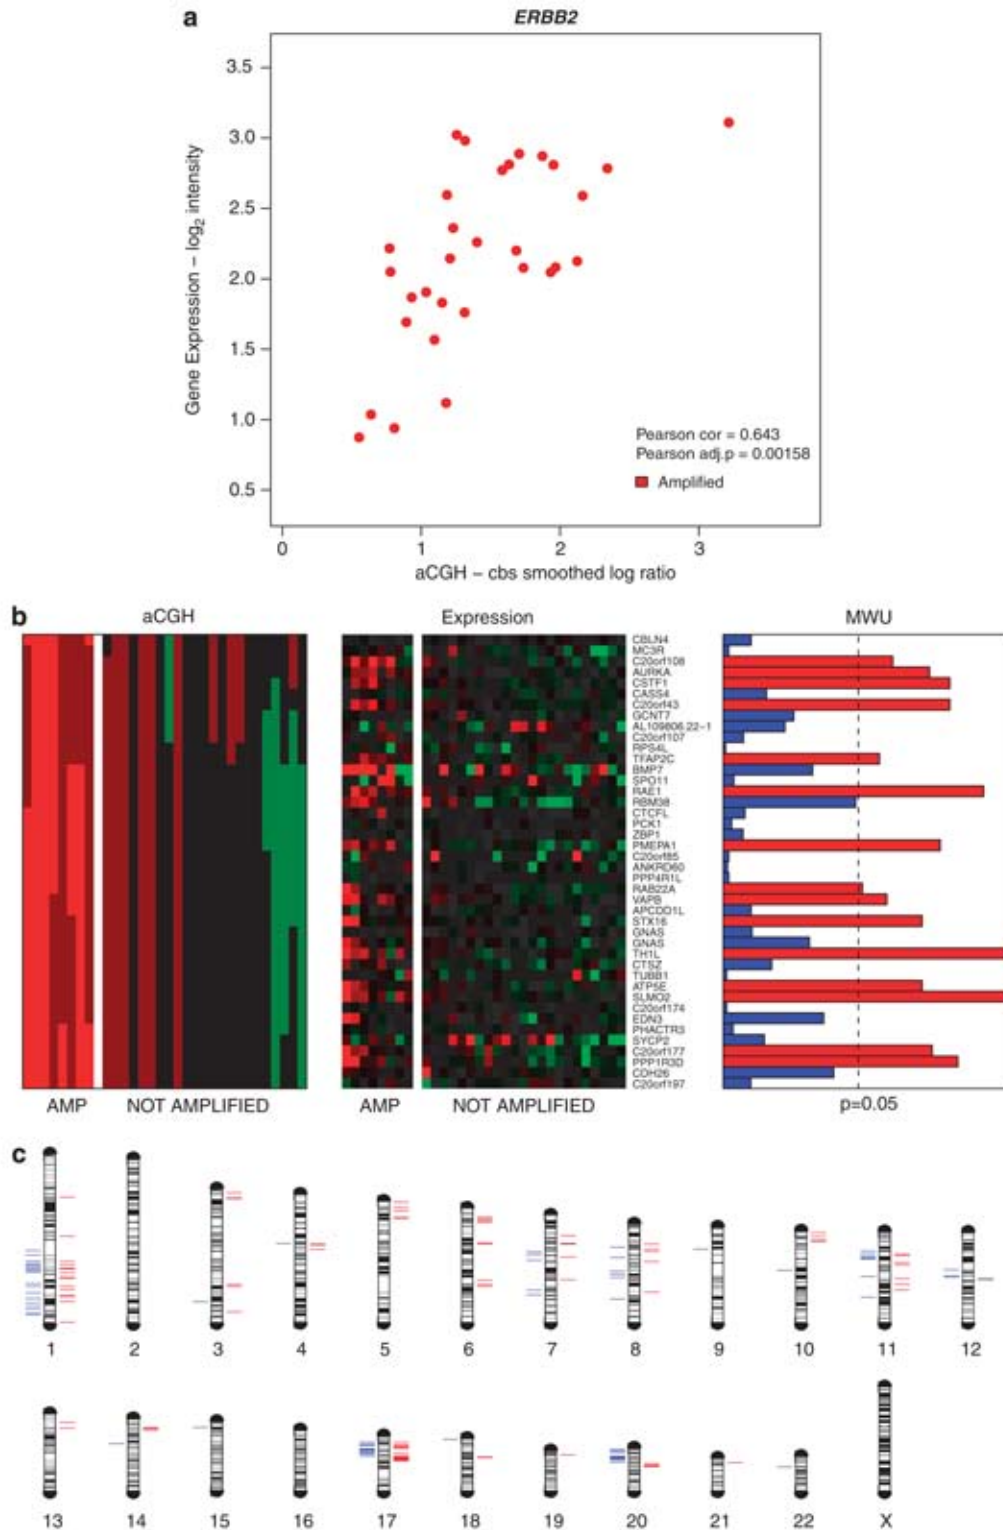 a
ERBB2
3.5
3.0
2.5
2.0
1.5
1.0
0.5
Gene Expression – log2 intensity
Pearson cor = 0.643
Pearson adj.p = 0.00158
Amplified
0 1 2 3
aCGH – cbs smoothed log ratio
b
aCGH Expression MWU
CBLN4
MC3R
C20orf108
AURKA
CSTF1
CASS4
C20orf43
GCNT7
AL109806.22-1
C20orf107
RPS4L
TFAP2C
BMP7
SPO11
RAE1
RBM38
CTCFL
PCK1
ZBP1
PMEPA1
C20orf85
ANKRD60
PPP4R1L
RAB22A
VAPB
APCDD1L
STX16
GNAS
GNAS
TH1L
CTSZ
TUBB1
ATP5E
SLMO2
C20orf174
EDN3
PHACTR3
SYCP2
C20orf177
PPP1R3D
CDH26
C20orf197
AMP NOT AMPLIFIED AMP NOT AMPLIFIED p=0.05
c
1 2 3 4 5 6 7 8 9 10 11 12
13 14 15 16 17 18 19 20 21 22 X